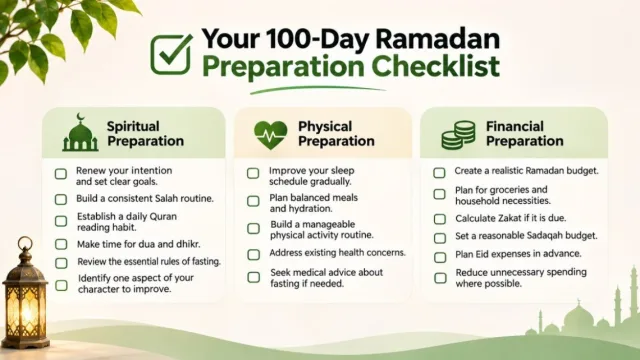 Your 100-Day Ramadan
Preparation Checklist
Spiritual
Preparation
Renew your intention
and set clear goals.
Build a consistent Salah routine.
Establish a daily Quran
reading habit.
Make time for dua and dhikr.
Review the essential rules of fasting.
Identify one aspect of your
character to improve.
Physical
Preparation
Improve your sleep
schedule gradually.
Plan balanced meals
and hydration.
Build a manageable
physical activity routine.
Address existing health concerns.
Seek medical advice about
fasting if needed.
Financial
Preparation
Create a realistic Ramadan budget.
Plan for groceries and
household necessities.
Calculate Zakat if it is due.
Set a reasonable Sadaqah budget.
Plan Eid expenses in advance.
Reduce unnecessary spending
where possible.